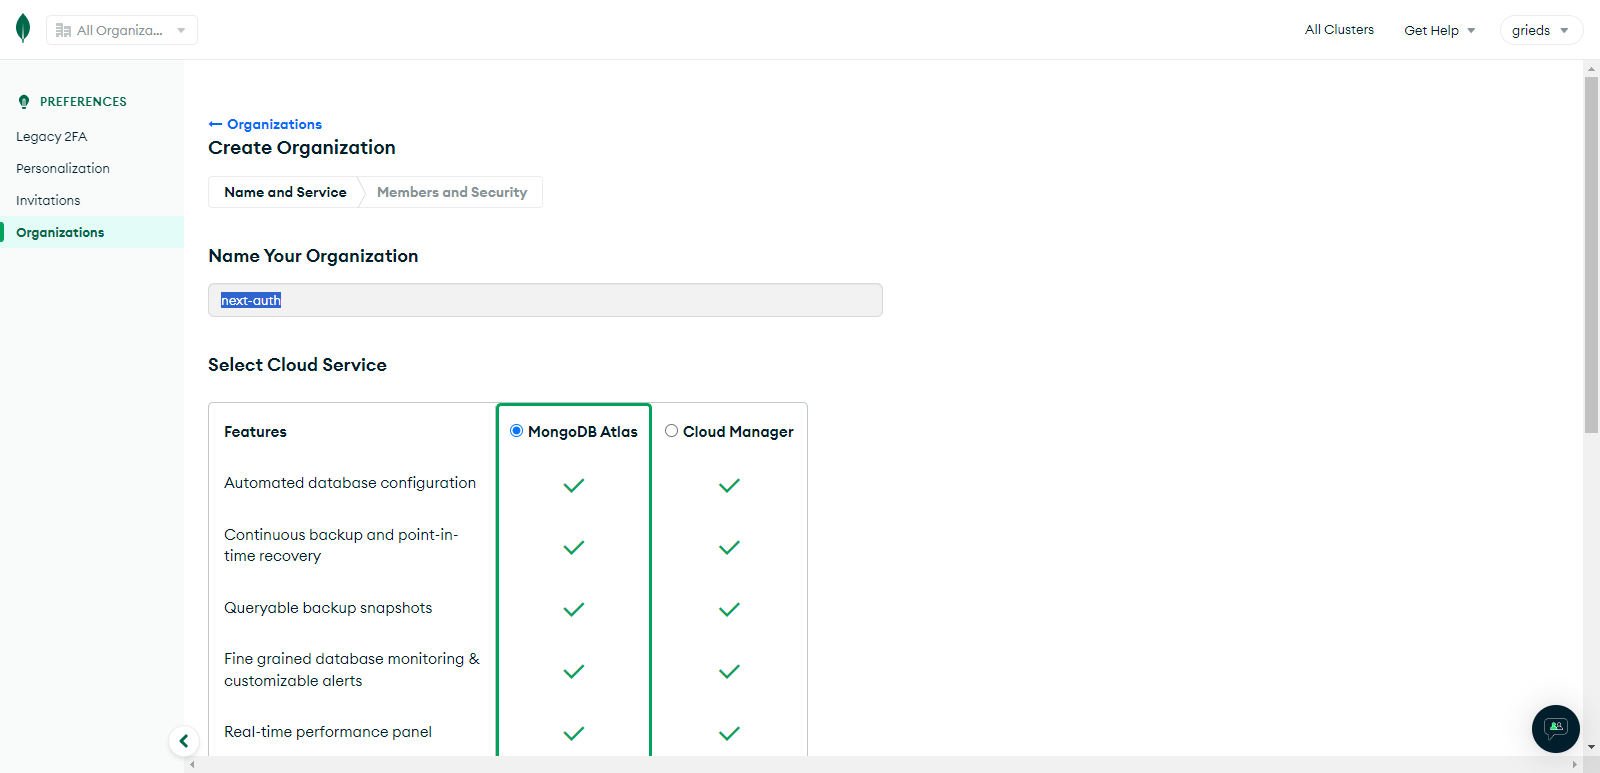 All Organiza...
All Clusters
Get Help
grieds
PREFERENCES
Legacy 2FA
Personalization
Invitations
Organizations
← Organizations
Create Organization
Name and Service
Members and Security
Name Your Organization
next-auth
Select Cloud Service
Features
MongoDB Atlas
Cloud Manager
Automated database configuration
Continuous backup and point-in-
time recovery
Queryable backup snapshots
Fine grained database monitoring &
customizable alerts
Real-time performance panel